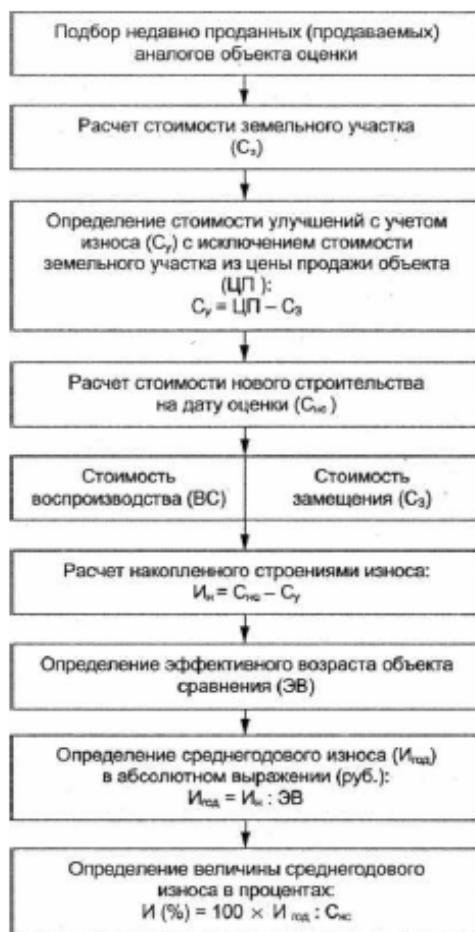 Подбор недавно проданных (продаваемых)
аналогов объекта оценки
Расчет стоимости земельного участка
(Сз)
Определение стоимости улучшений с учетом
износа (Су) с исключением стоимости
земельного участка из цены продажи объекта
(ЦП ):
Су = ЦП – Сз
Расчет стоимости нового строительства
на дату оценки (Снс )
Стоимость
воспроизводства (ВС)
Стоимость
замещения (Сз)
Расчет накопленного строениями износа:
Ин = Снс – Су
Определение эффективного возраста объекта
сравнения (ЭВ)
Определение среднегодового износа (Игод)
в абсолютном выражении (руб.):
Игод = Ин : ЭВ
Определение величины среднегодового
износа в процентах:
И (%) = 100 × И год : Снс